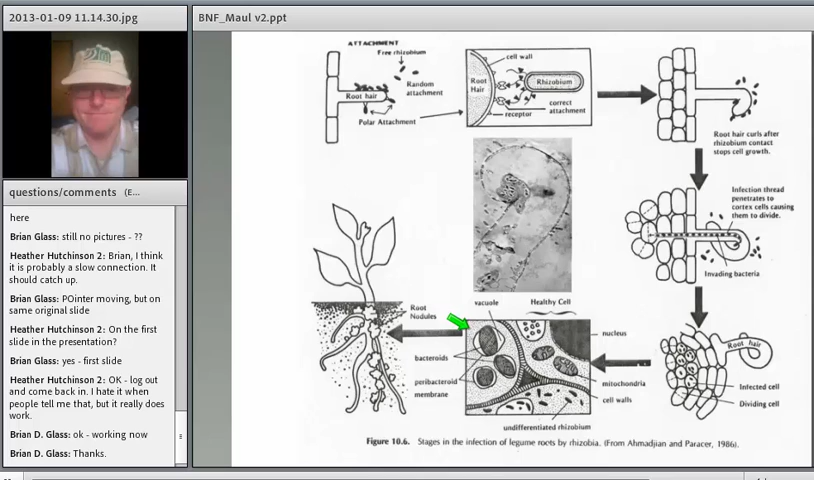 2013-01-09 11.14.30.jpg
BNF_Maul v2.ppt
questions/comments (E...
here
Brian Glass: still no pictures - ??
Heather Hutchinson 2: Brian, I think
it is probably a slow connection. It
should catch up.
Brian Glass: POinter moving, but on
same original slide
Heather Hutchinson 2: On the first
slide in the presentation?
Brian Glass: yes - first slide
Heather Hutchinson 2: OK - log out
and come back in. I hate it when
people tell me that, but it really does
work.
Brian D. Glass: ok - working now
Brian D. Glass: Thanks.
ATTACHMENT
Free rhizobium
Random
attachment
Root hair
Polar Attachment
cell wall
Root
Hair
Rhizobium
correct
attachment
receptor
Root hair curls after
rhizobium contact
stops cell growth.
Infection thread
penetrates to
cortex cells causing
them to divide.
Invading bacteria
Root hair
Infected cell
Dividing cell
vacuole
Healthy Cell
nucleus
bacteroids
peribacteroid
membrane
mitochondria
cell walls
undifferentiated rhizobium
Root
Nodules
Figure 10.6. Stages in the infection of legume roots by rhizobia. (From Ahmadjian and Paracer, 1986).